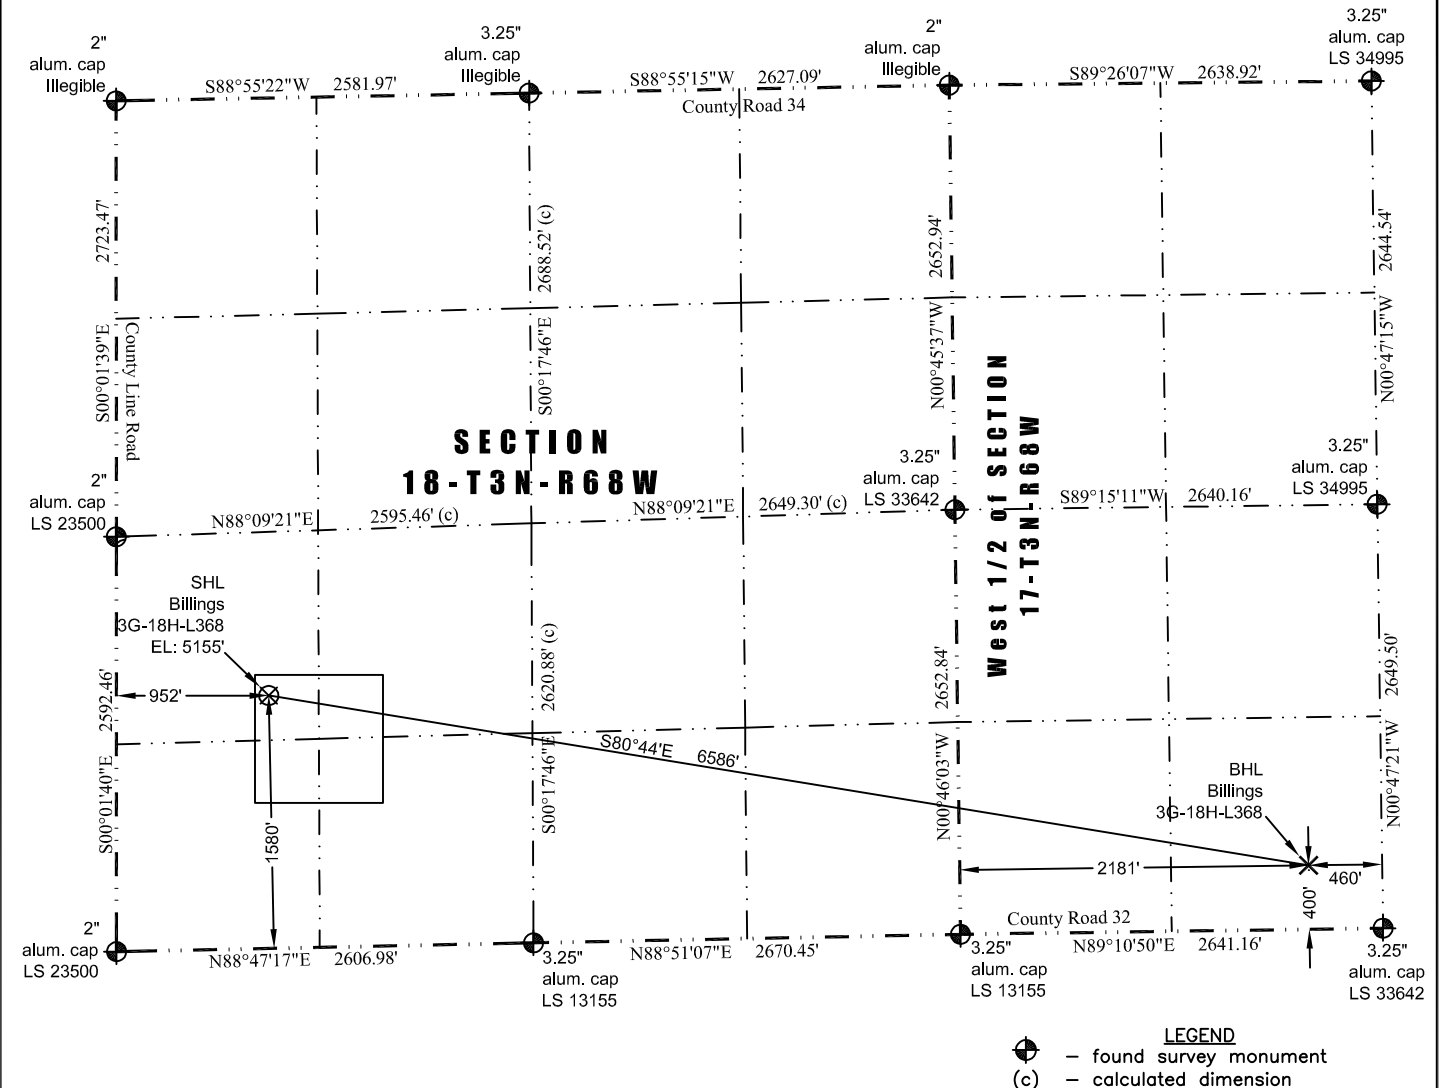 2"
alum. cap
Illegible
S88°55'22"W 2581.97'
3.25"
alum. cap
Illegible
S88°55'15"W 2627.09'
County Road 34
2"
alum. cap
Illegible
S89°26'07"W 2638.92'
3.25"
alum. cap
LS 34995
2723.47'
S00°01'39"E
County Line Road
2688.52' (c)
S00°17'46"E
2652.94'
N00°45'37"W
2644.54'
N00°47'15"W
SECTION
18-T3N-R68W
West 1/2 of SECTION
17-T3N-R68W
2"
alum. cap
LS 23500
N88°09'21"E 2595.46' (c)
N88°09'21"E 2649.30' (c)
3.25"
alum. cap
LS 33642
S89°15'11"W 2640.16'
3.25"
alum. cap
LS 34995
SHL
Billings
3G-18H-L368
EL: 5155'
952'
1580'
2592.46'
S00°01'40"E
2620.88' (c)
S00°17'46"E
S80°44'E 6586'
2652.84'
N00°46'03"W
2649.50'
N00°47'21"W
BHL
Billings
3G-18H-L368
2181'
460'
400'
2"
alum. cap
LS 23500
N88°47'17"E 2606.98'
3.25"
alum. cap
LS 13155
N88°51'07"E 2670.45'
County Road 32
3.25"
alum. cap
LS 13155
N89°10'50"E 2641.16'
3.25"
alum. cap
LS 33642
LEGEND
– found survey monument
(c) – calculated dimension